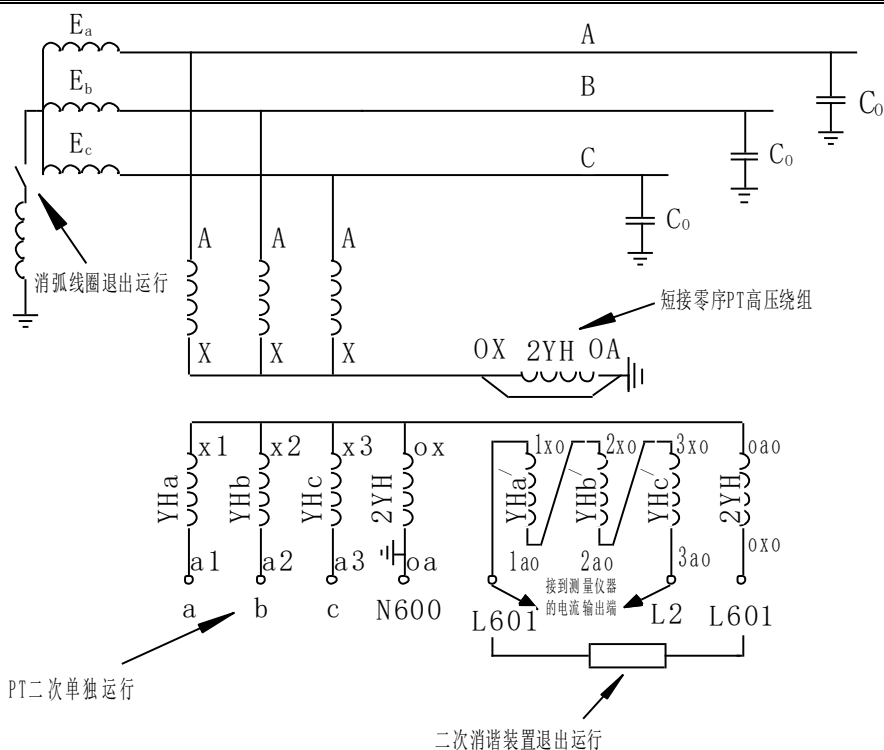 Ea
A
Eb
B
C0
Ec
C
C0
C0
A
A
A
消弧线圈退出运行
短接零序PT高压绕组
X
X
X
OX
2YH
OA
x1
x2
x3
ox
1xo
2xo
3xo
oao
YHa
YHb
YHc
2YH
YHa′
YHb′
YHc′
2YH
a1
a2
a3
oa
1ao
2ao
3ao
oxo
接到测量仪器
的电流输出端
a
b
c
N600
L601
L2
L601
PT二次单独运行
二次消谐装置退出运行